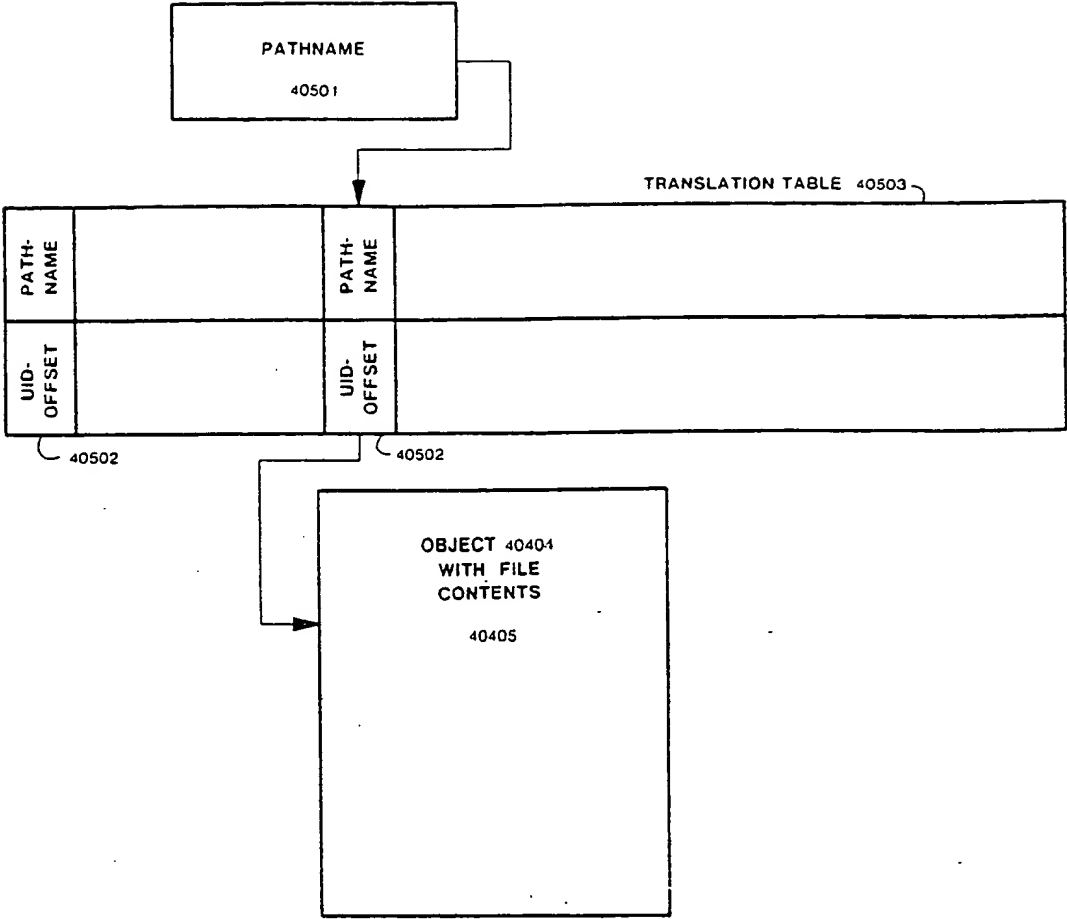 PATHNAME
40501
TRANSLATION TABLE 40503
PATH-
NAME
PATH-
NAME
UID-
OFFSET
UID-
OFFSET
40502
40502
OBJECT 40404
WITH FILE
CONTENTS
40405